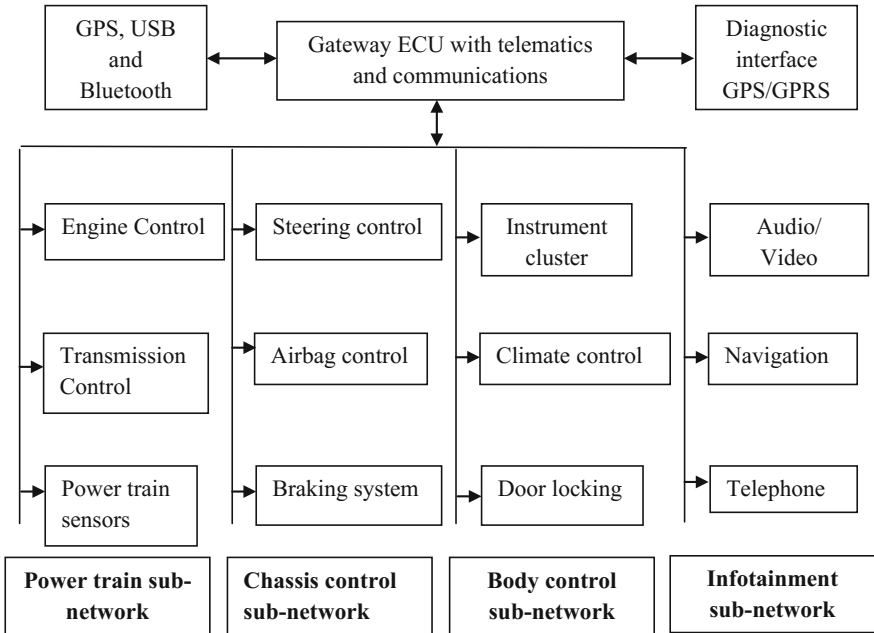 GPS, USB
and
Bluetooth
Gateway ECU with telematics
and communications
Diagnostic
interface
GPS/GPRS
Engine Control
Steering control
Instrument
cluster
Audio/
Video
Transmission
Control
Airbag control
Climate control
Navigation
Power train
sensors
Braking system
Door locking
Telephone
Power train sub-
network
Chassis control
sub-network
Body control
sub-network
Infotainment
sub-network